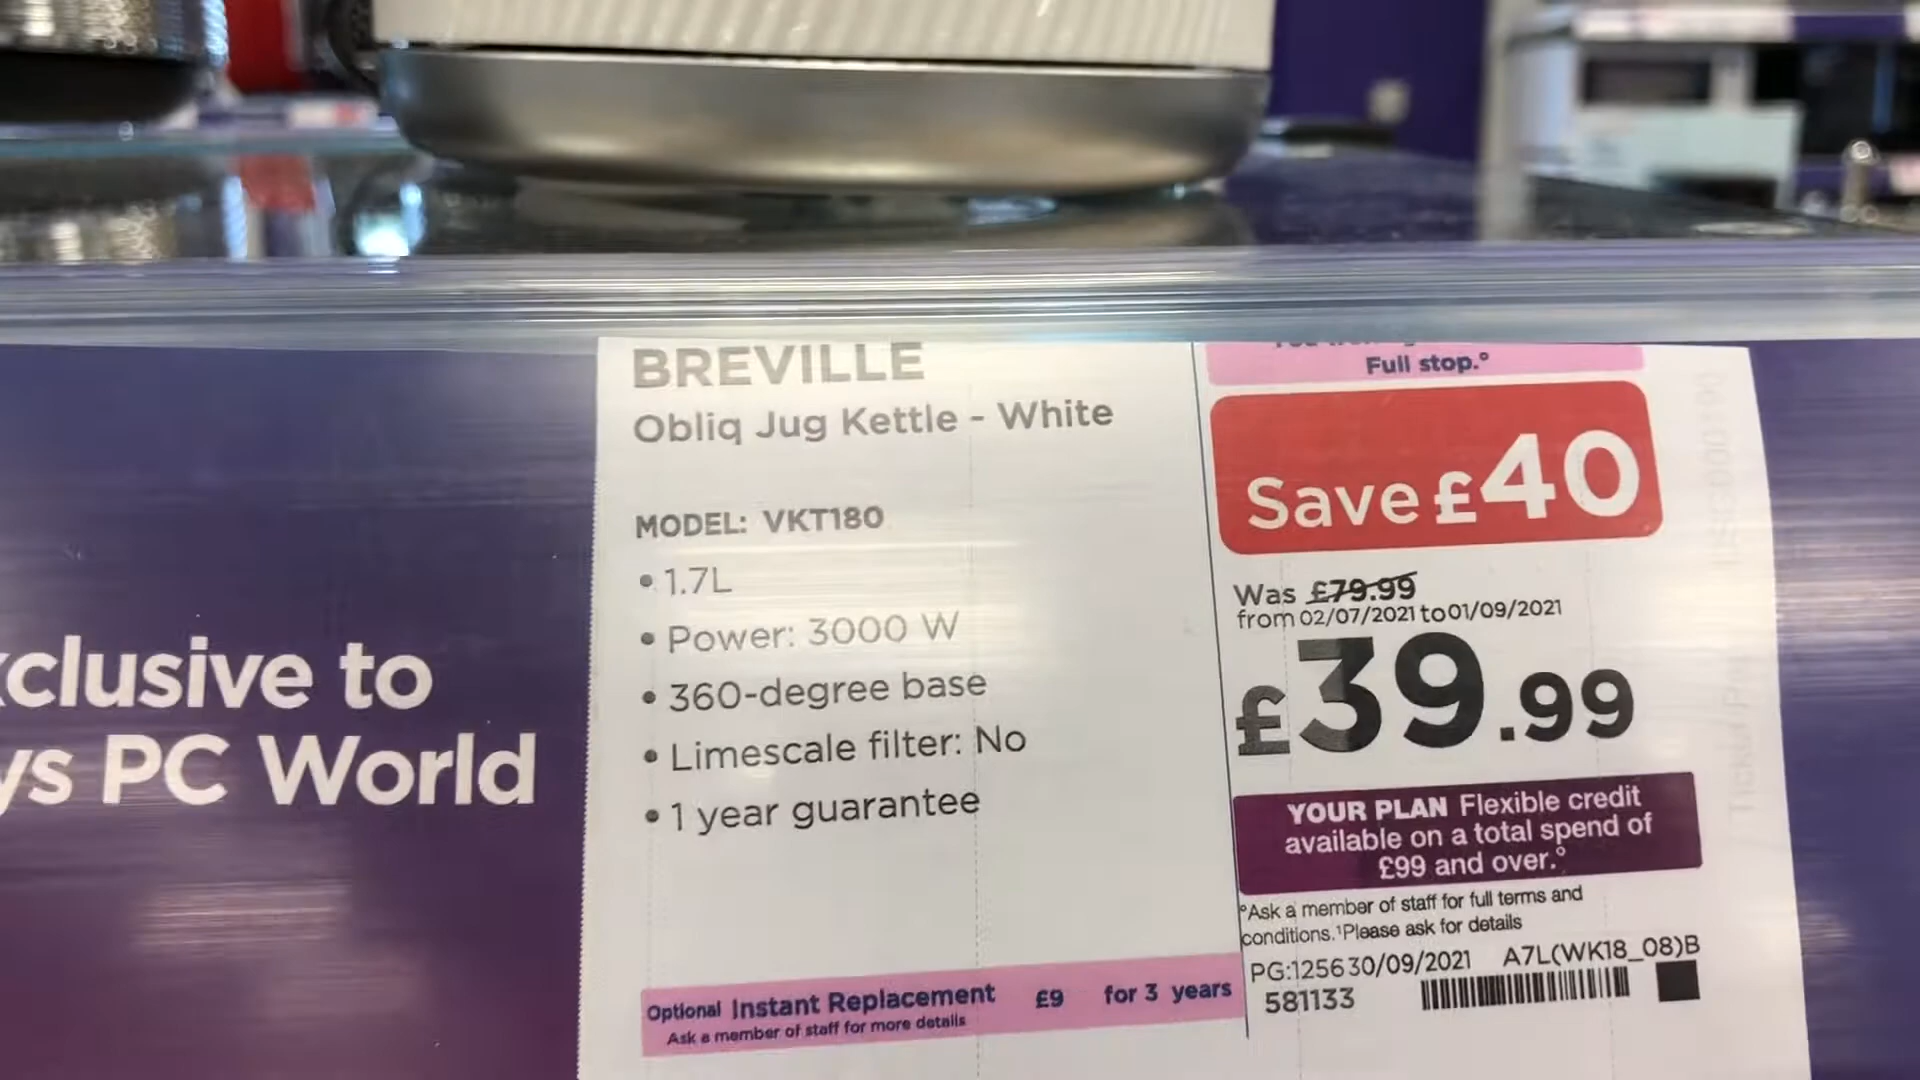 BREVILLE
Obliq Jug Kettle - White
MODEL: VKT180
• 1.7L
• Power: 3000 W
• 360-degree base
• Limescale filter: No
• 1 year guarantee
Optional Instant Replacement £9 for 3 years
Ask a member of staff for more details
Full stop.°
Save £40
Was £79.99
from 02/07/2021 to 01/09/2021
£39.99
YOUR PLAN Flexible credit
available on a total spend of
£99 and over.°
°Ask a member of staff for full terms and
conditions.¹Please ask for details
PG:1256 30/09/2021 A7L(WK18_08)B
581133
xclusive to
ys PC World